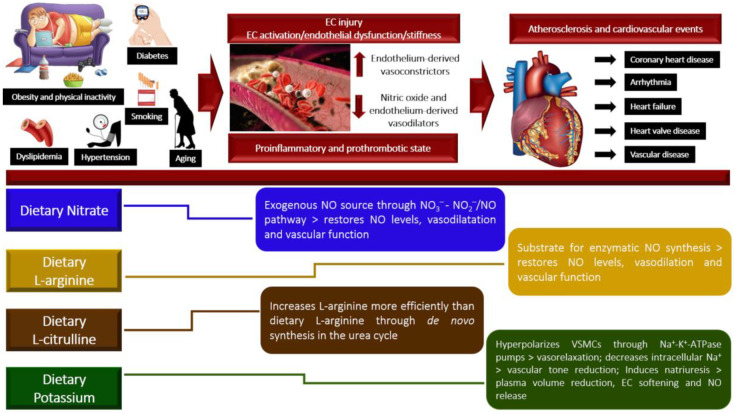 Diabetes
Obesity and physical inactivity
Smoking
Dyslipidemia
Hypertension
Aging
EC injury
EC activation/endothelial dysfunction/stiffness
Endothelium-derived
vasoconstrictors
Nitric oxide and
endothelium-derived
vasodilators
Proinflammatory and prothrombotic state
Atherosclerosis and cardiovascular events
Coronary heart disease
Arrhythmia
Heart failure
Heart valve disease
Vascular disease
Dietary Nitrate
Exogenous NO source through NO₃⁻ - NO₂⁻/NO
pathway > restores NO levels, vasodilatation
and vascular function
Dietary
L-arginine
Substrate for enzymatic NO synthesis >
restores NO levels, vasodilation and
vascular function
Dietary
L-citrulline
Increases L-arginine more efficiently than
dietary L-arginine through de novo
synthesis in the urea cycle
Dietary
Potassium
Hyperpolarizes VSMCs through Na⁺-K⁺-ATPase
pumps > vasorelaxation; decreases intracellular Na⁺
> vascular tone reduction; Induces natriuresis >
plasma volume reduction, EC softening and NO
release